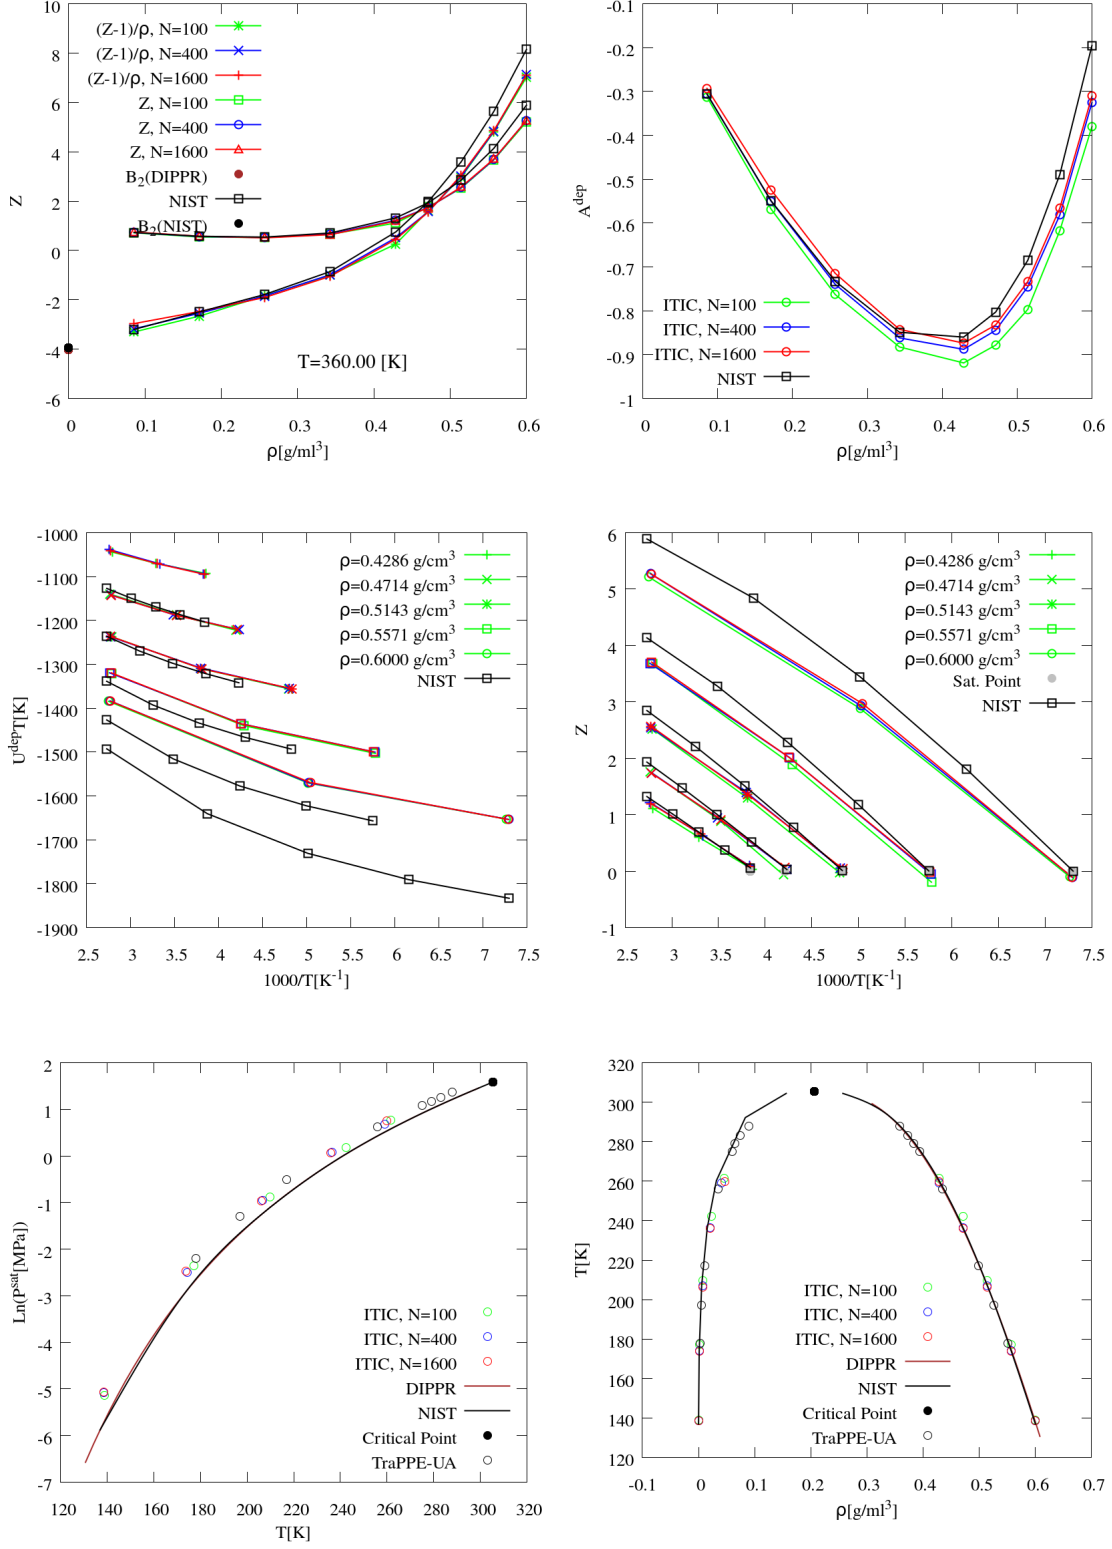 10
8
6
4
2
0
-2
-4
-6
Z
(Z-1)/ρ, N=100
(Z-1)/ρ, N=400
(Z-1)/ρ, N=1600
Z, N=100
Z, N=400
Z, N=1600
B2(DIPPR)
NIST
B2(NIST)
T=360.00 [K]
0 0.1 0.2 0.3 0.4 0.5 0.6
ρ[g/ml3]
-0.1
-0.2
-0.3
-0.4
-0.5
-0.6
-0.7
-0.8
-0.9
-1
Adep
ITIC, N=100
ITIC, N=400
ITIC, N=1600
NIST
0 0.1 0.2 0.3 0.4 0.5 0.6
ρ[g/ml3]
-1000
-1100
-1200
-1300
-1400
-1500
-1600
-1700
-1800
-1900
UdepT[K]
ρ=0.4286 g/cm3
ρ=0.4714 g/cm3
ρ=0.5143 g/cm3
ρ=0.5571 g/cm3
ρ=0.6000 g/cm3
NIST
2.5 3 3.5 4 4.5 5 5.5 6 6.5 7 7.5
1000/T[K-1]
6
5
4
3
2
1
0
-1
Z
ρ=0.4286 g/cm3
ρ=0.4714 g/cm3
ρ=0.5143 g/cm3
ρ=0.5571 g/cm3
ρ=0.6000 g/cm3
Sat. Point
NIST
2.5 3 3.5 4 4.5 5 5.5 6 6.5 7 7.5
1000/T[K-1]
2
1
0
-1
-2
-3
-4
-5
-6
-7
Ln(Psat[MPa])
ITIC, N=100
ITIC, N=400
ITIC, N=1600
DIPPR
NIST
Critical Point
TraPPE-UA
120 140 160 180 200 220 240 260 280 300 320
T[K]
320
300
280
260
240
220
200
180
160
140
120
T[K]
ITIC, N=100
ITIC, N=400
ITIC, N=1600
DIPPR
NIST
Critical Point
TraPPE-UA
-0.1 0 0.1 0.2 0.3 0.4 0.5 0.6 0.7
ρ[g/ml3]